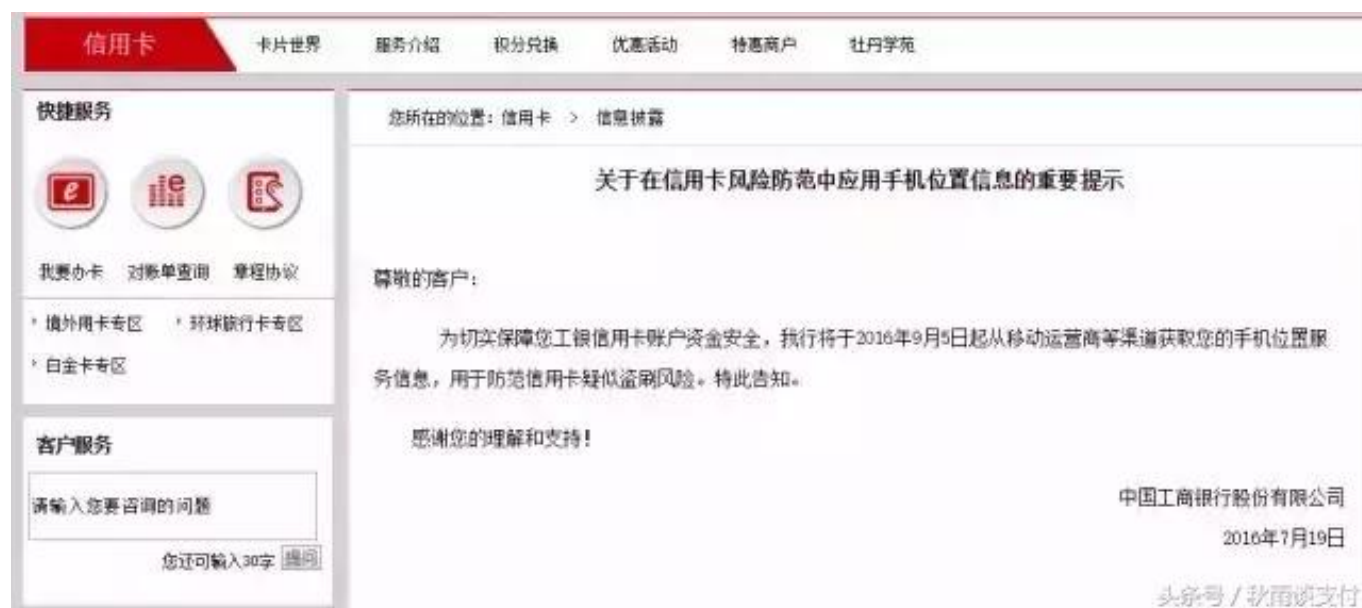 信用卡 卡片世界 服务介绍 积分兑换 优惠活动 特惠商户 牡丹学苑
快捷服务
我要办卡 对账单查询 章程协议
境外用卡专区 环球旅行卡专区
白金卡专区
客户服务
请输入您要咨询的问题
您还可输入30字 提问
您所在的位置：信用卡 > 信息披露
关于在信用卡风险防范中应用手机位置信息的重要提示
尊敬的客户：
为切实保障您工银信用卡账户资金安全，我行将于2016年9月5日起从移动运营商等渠道获取您的手机位置服
务信息，用于防范信用卡疑似盗刷风险。特此告知。
感谢您的理解和支持！
中国工商银行股份有限公司
2016年7月19日
头条号 / 秋雨谈支付